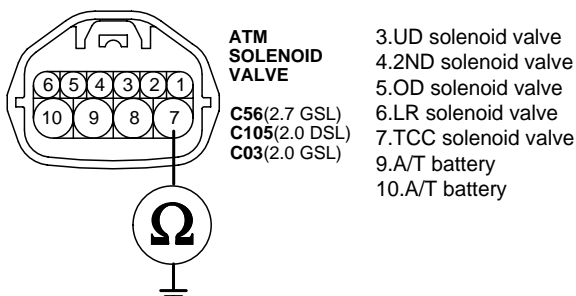 6 5 4 3 2 1
10 9 8 7
Ω
ATM
SOLENOID
VALVE
C56(2.7 GSL)
C105(2.0 DSL)
C03(2.0 GSL)
3.UD solenoid valve
4.2ND solenoid valve
5.OD solenoid valve
6.LR solenoid valve
7.TCC solenoid valve
9.A/T battery
10.A/T battery